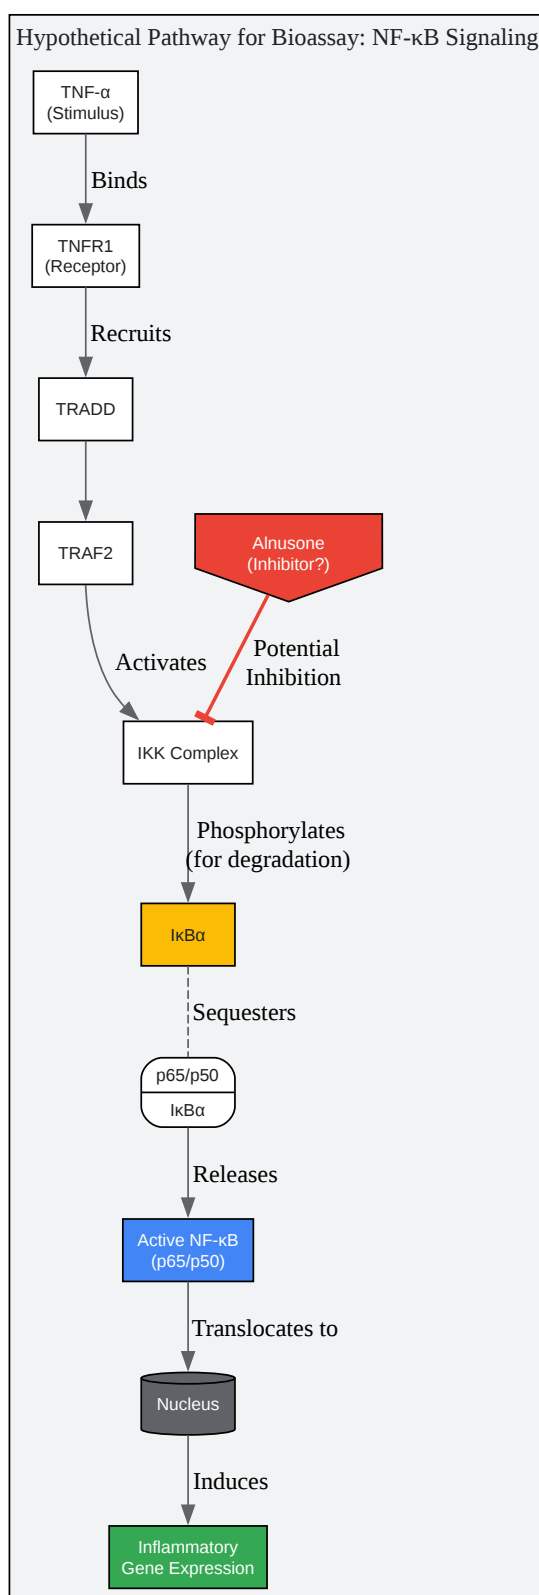 Hypothetical Pathway for Bioassay: NF-κB Signaling
TNF-α
(Stimulus)
Binds
TNFR1
(Receptor)
Recruits
TRADD
TRAF2
Alnusone
(Inhibitor?)
Activates
Potential
Inhibition
IKK Complex
Phosphorylates
(for degradation)
IκBα
Sequesters
p65/p50
IκBα
Releases
Active NF-κB
(p65/p50)
Translocates to
Nucleus
Induces
Inflammatory
Gene Expression